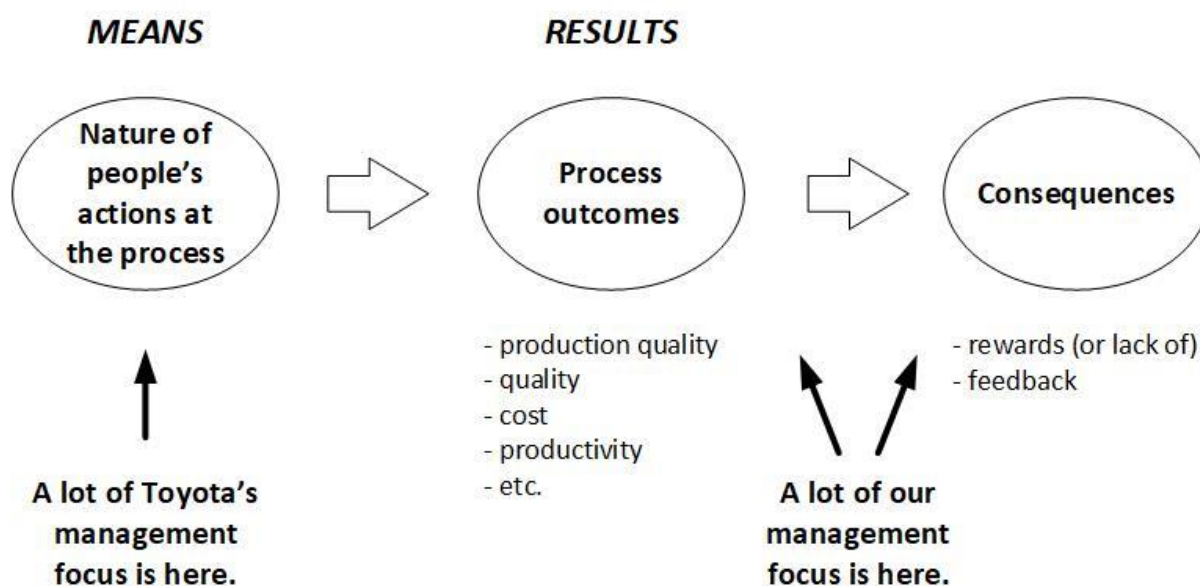 MEANS
RESULTS
Nature of
people's
actions at
the process
Process
outcomes
Consequences
- production quality
- quality
- cost
- productivity
- etc.
- rewards (or lack of)
- feedback
A lot of Toyota's
management
focus is here.
A lot of our
management
focus is here.